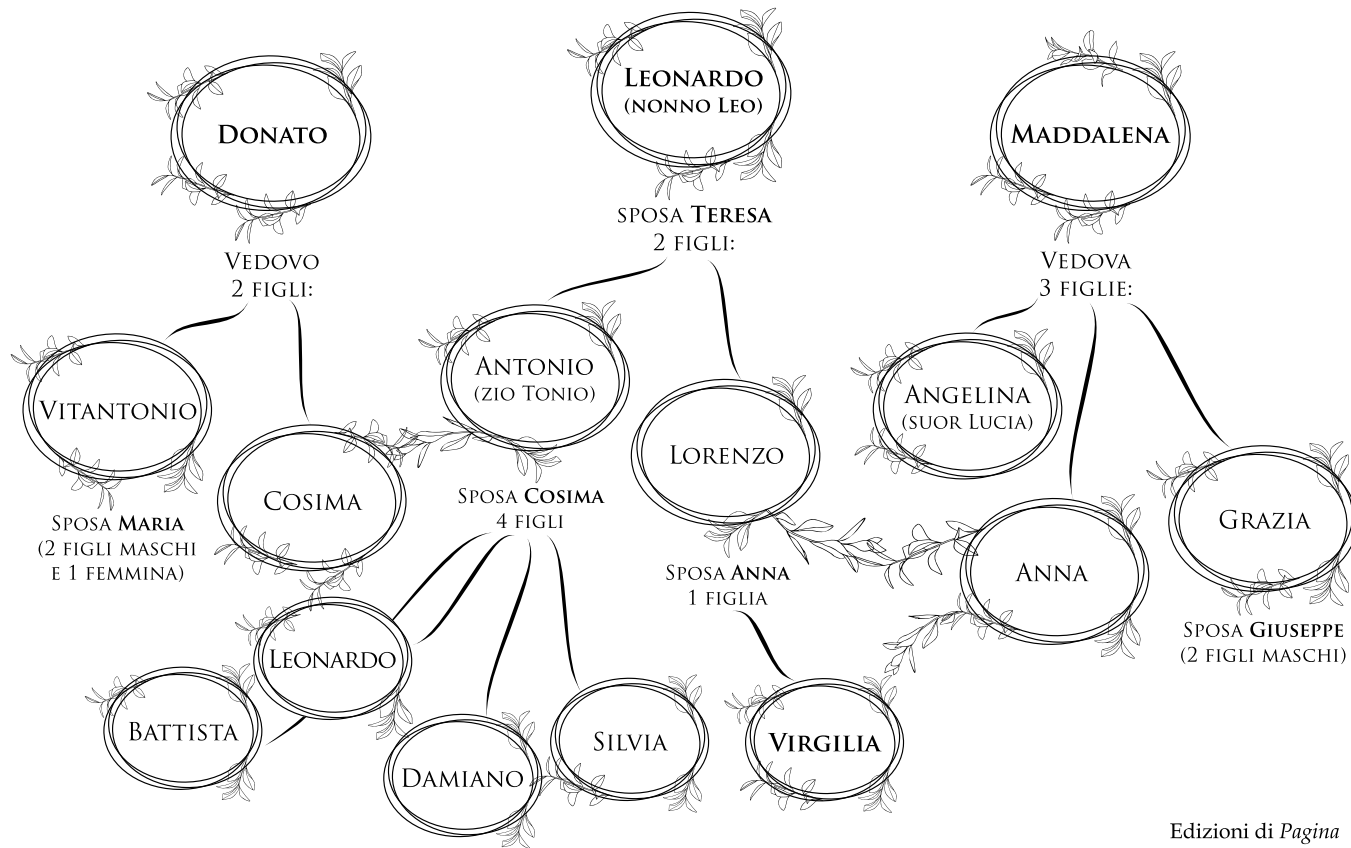 Donato
Vedovo
2 figli:
Vitantonio
Sposa Maria
(2 figli maschi
e 1 femmina)
Cosima
Leonardo
(nonno Leo)
sposa Teresa
2 figli:
Antonio
(zio Tonio)
Sposa Cosima
4 figli
Battista
Leonardo
Damiano
Silvia
Lorenzo
Sposa Anna
1 figlia
Virgilia
Maddalena
Vedova
3 figlie:
Angelina
(suor Lucia)
Anna
Grazia
Sposa Giuseppe
(2 figli maschi)
Edizioni di Pagina